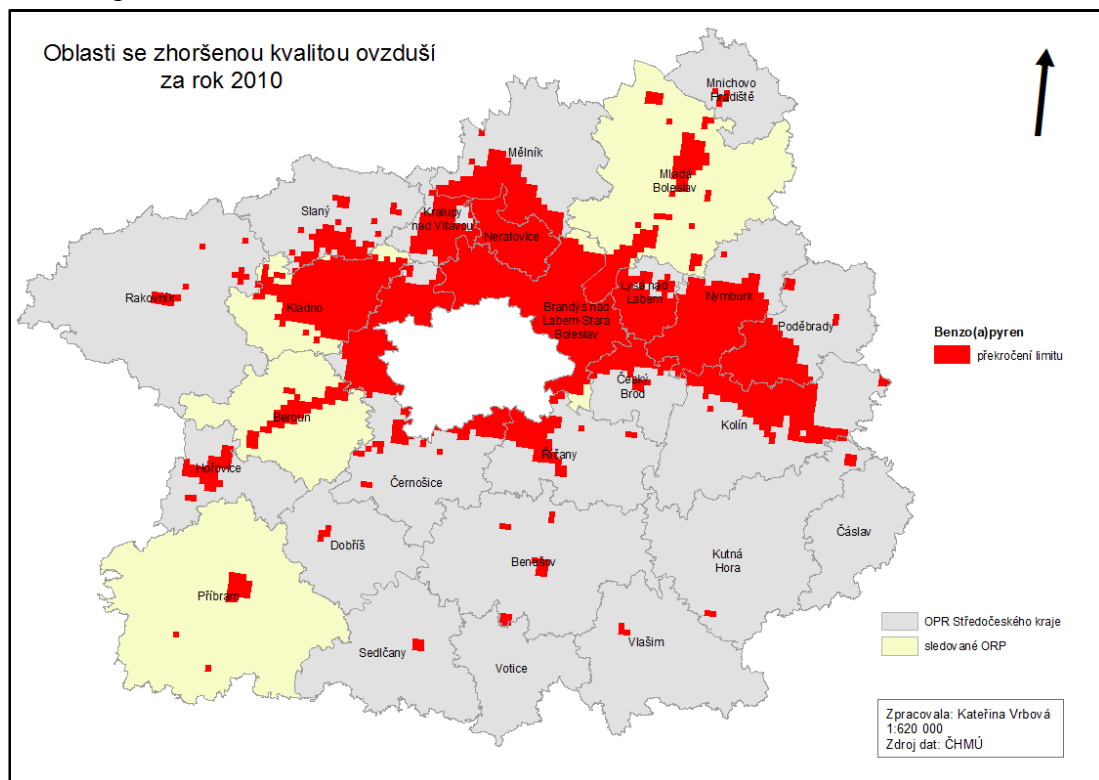 Oblasti se zhoršenou kvalitou ovzduší
za rok 2010
Mnichovo
Hradiště
Mělník
Mladá
Boleslav
Slaný
Kralupy
nad Vltavou
Neratovice
Rakovník
Kladno
Lysá nad
Labem
Nymburk
Brandýs nad
Labem-Stará
Boleslav
Poděbrady
Benzo(a)pyren
překročení limitu
Český
Brod
Beroun
Kolín
Hořovice
Říčany
Černošice
Čáslav
Dobříš
Benešov
Kutná
Hora
Příbram
OPR Středočeského kraje
sledované ORP
Sedlčany
Votice
Vlašim
Zpracovala: Kateřina Vrbová
1:620 000
Zdroj dat: ČHMÚ